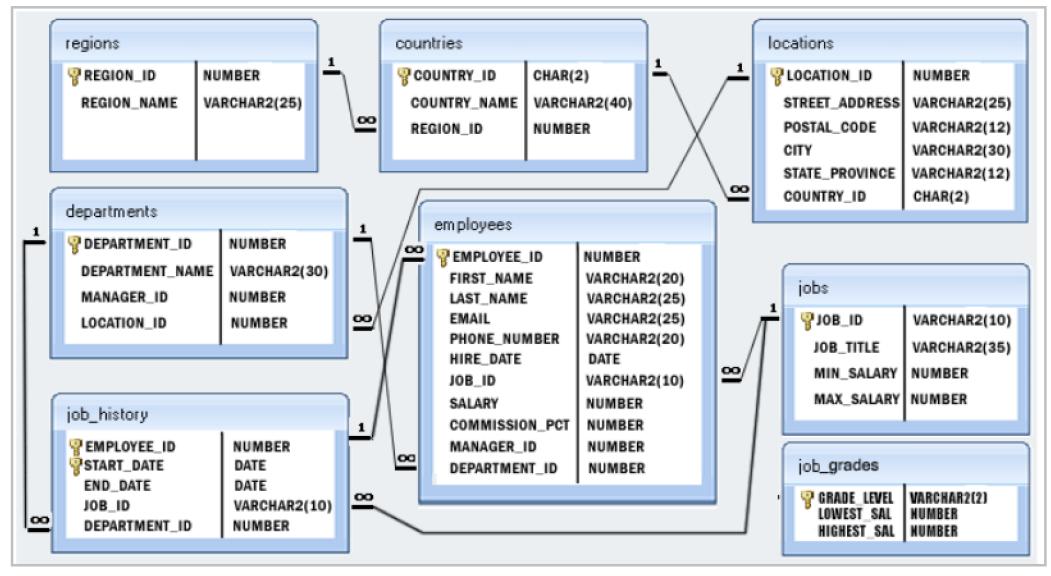 regions
REGION_ID NUMBER
REGION_NAME VARCHAR2(25)
1
∞
countries
COUNTRY_ID CHAR(2)
COUNTRY_NAME VARCHAR2(40)
REGION_ID NUMBER
1
∞
locations
LOCATION_ID NUMBER
STREET_ADDRESS VARCHAR2(25)
POSTAL_CODE VARCHAR2(12)
CITY VARCHAR2(30)
STATE_PROVINCE VARCHAR2(12)
COUNTRY_ID CHAR(2)
1
departments
DEPARTMENT_ID NUMBER
DEPARTMENT_NAME VARCHAR2(30)
MANAGER_ID NUMBER
LOCATION_ID NUMBER
1
1
∞
employees
EMPLOYEE_ID NUMBER
FIRST_NAME VARCHAR2(20)
LAST_NAME VARCHAR2(25)
EMAIL VARCHAR2(25)
PHONE_NUMBER VARCHAR2(20)
HIRE_DATE DATE
JOB_ID VARCHAR2(10)
SALARY NUMBER
COMMISSION_PCT NUMBER
MANAGER_ID NUMBER
DEPARTMENT_ID NUMBER
∞
∞
∞
jobs
JOB_ID VARCHAR2(10)
JOB_TITLE VARCHAR2(35)
MIN_SALARY NUMBER
MAX_SALARY NUMBER
1
job_history
EMPLOYEE_ID NUMBER
START_DATE DATE
END_DATE DATE
JOB_ID VARCHAR2(10)
DEPARTMENT_ID NUMBER
1
∞
∞
job_grades
GRADE_LEVEL VARCHAR2(2)
LOWEST_SAL NUMBER
HIGHEST_SAL NUMBER